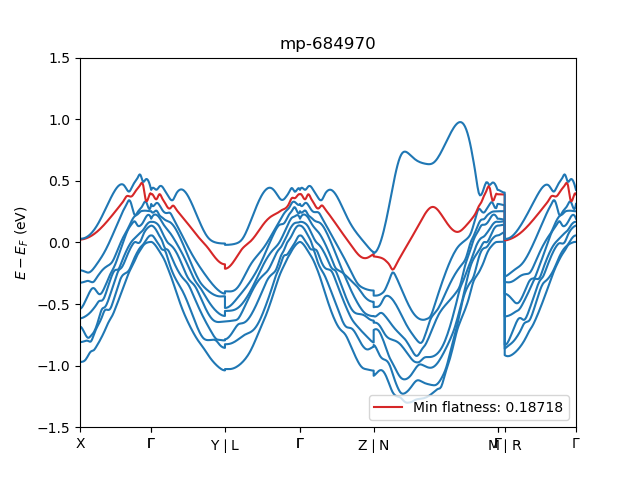 mp-684970
1.5
1.0
0.5
0.0
−0.5
−1.0
−1.5
E − E_F (eV)
Min flatness: 0.18718
X Γ Y | L Γ Z | N Γ M | R Γ